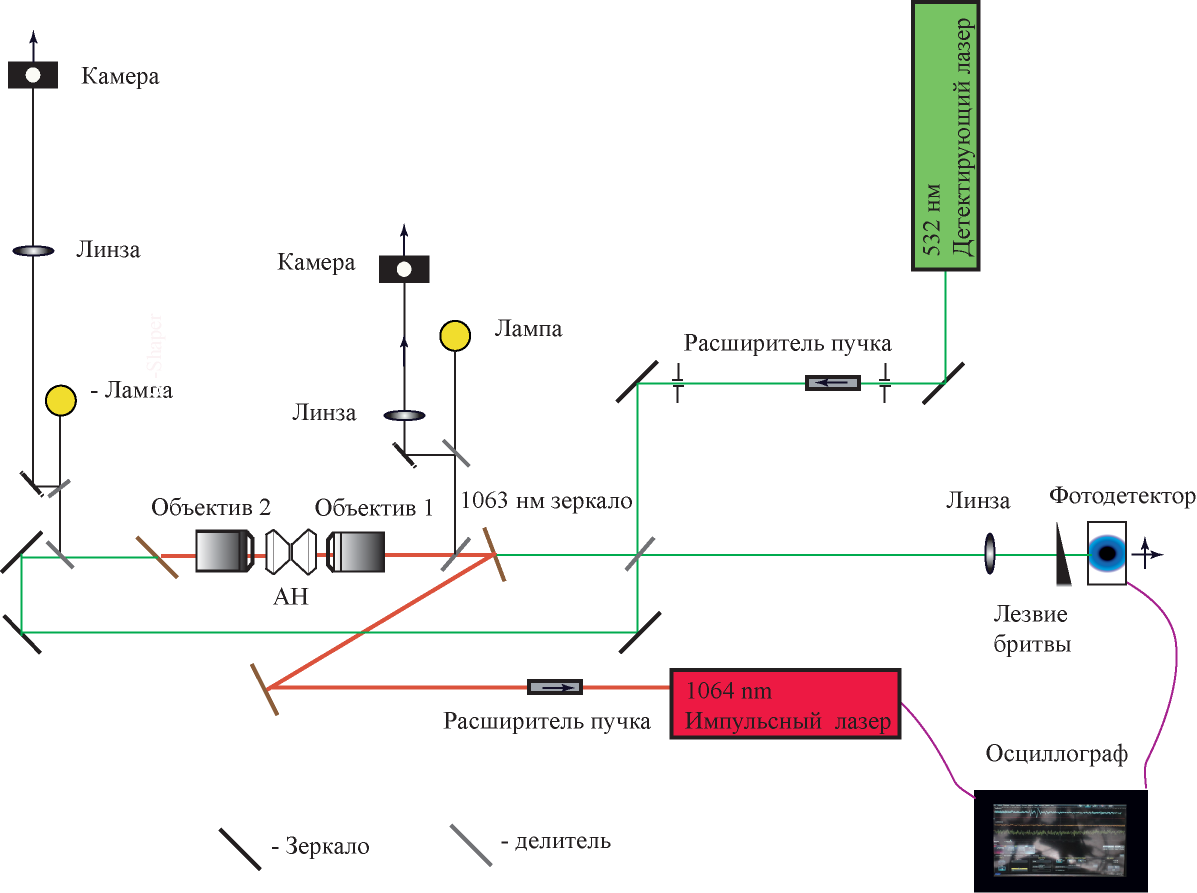 Камера
532 нм
Детектирующий лазер
Линза
Камера
-Shaper
Лампа
Расширитель пучка
- Лампа
Линза
1063 нм зеркало
Линза
Фотодетектор
Объектив 2
Объектив 1
АН
Лезвие
бритвы
1064 nm
Импульсный лазер
Расширитель пучка
Осциллограф
- Зеркало
- делитель